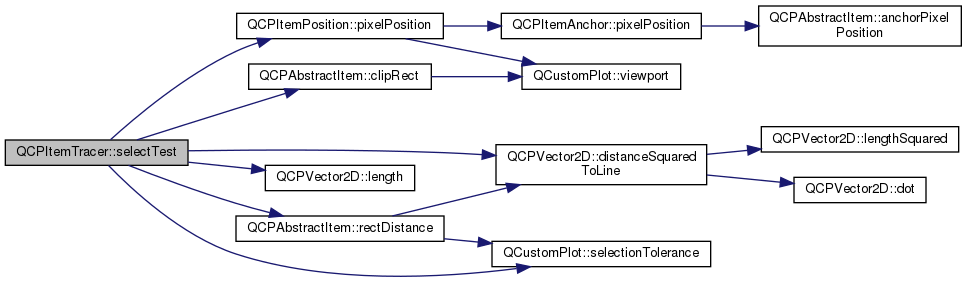 QCPItemPosition::pixelPosition
QCPItemAnchor::pixelPosition
QCPAbstractItem::anchorPixel
Position
QCPAbstractItem::clipRect
QCustomPlot::viewport
QCPItemTracer::selectTest
QCPVector2D::distanceSquared
ToLine
QCPVector2D::lengthSquared
QCPVector2D::length
QCPVector2D::dot
QCPAbstractItem::rectDistance
QCustomPlot::selectionTolerance